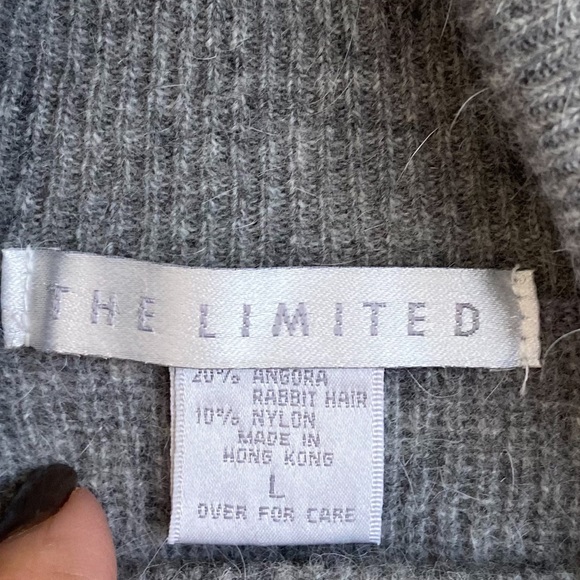 THE LIMITED
20% ANGORA
RABBIT HAIR
10% NYLON
MADE IN
HONG KONG
L
OVER FOR CARE